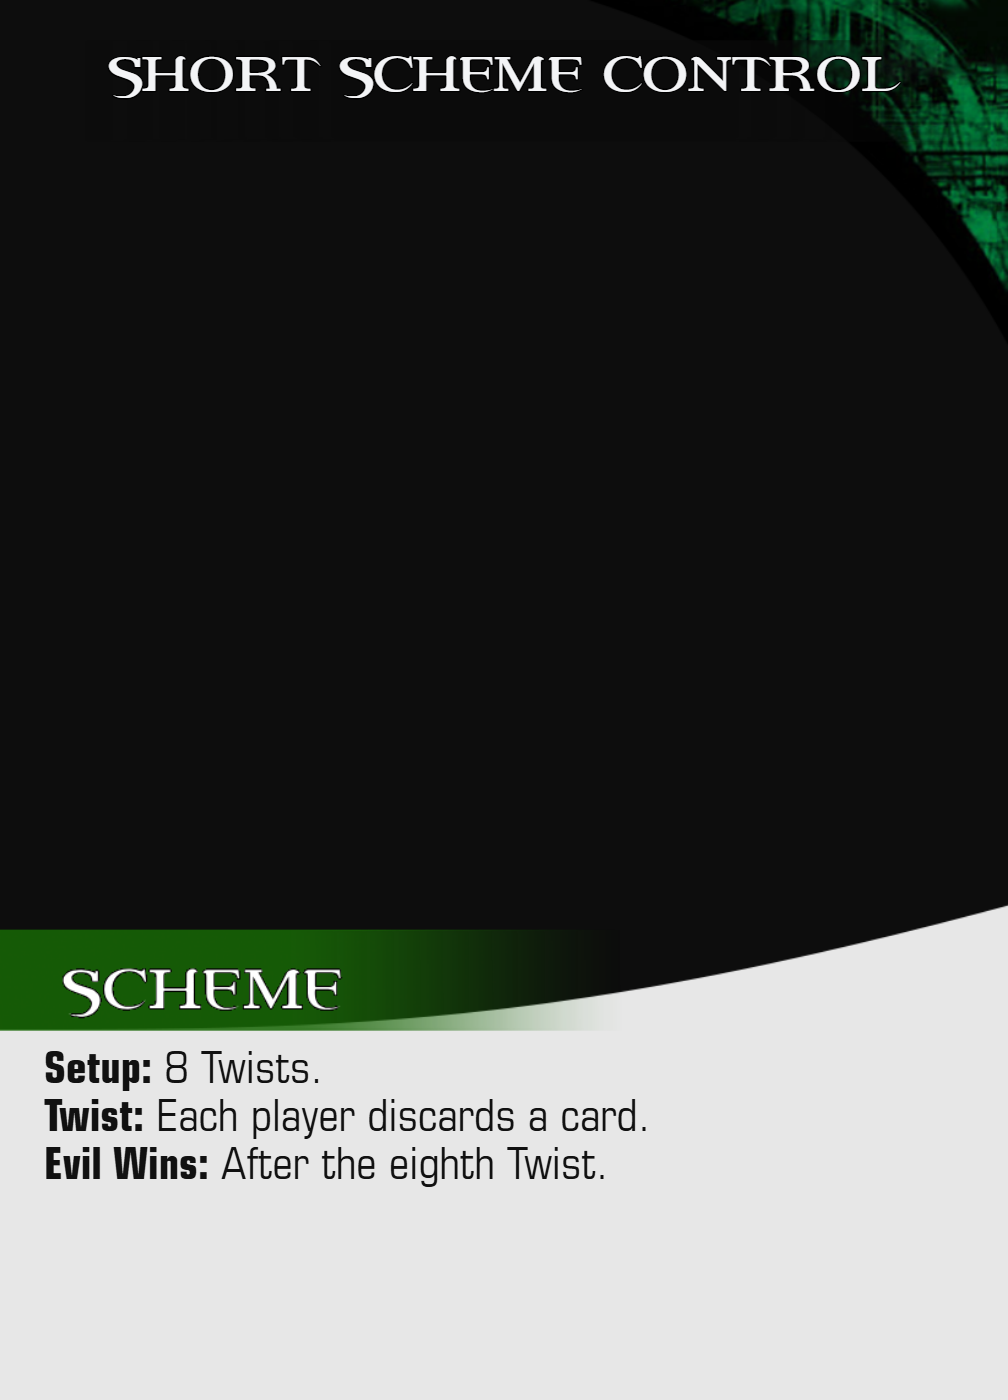 Short Scheme Control
Scheme
Setup: 8 Twists.
Twist: Each player discards a card.
Evil Wins: After the eighth Twist.